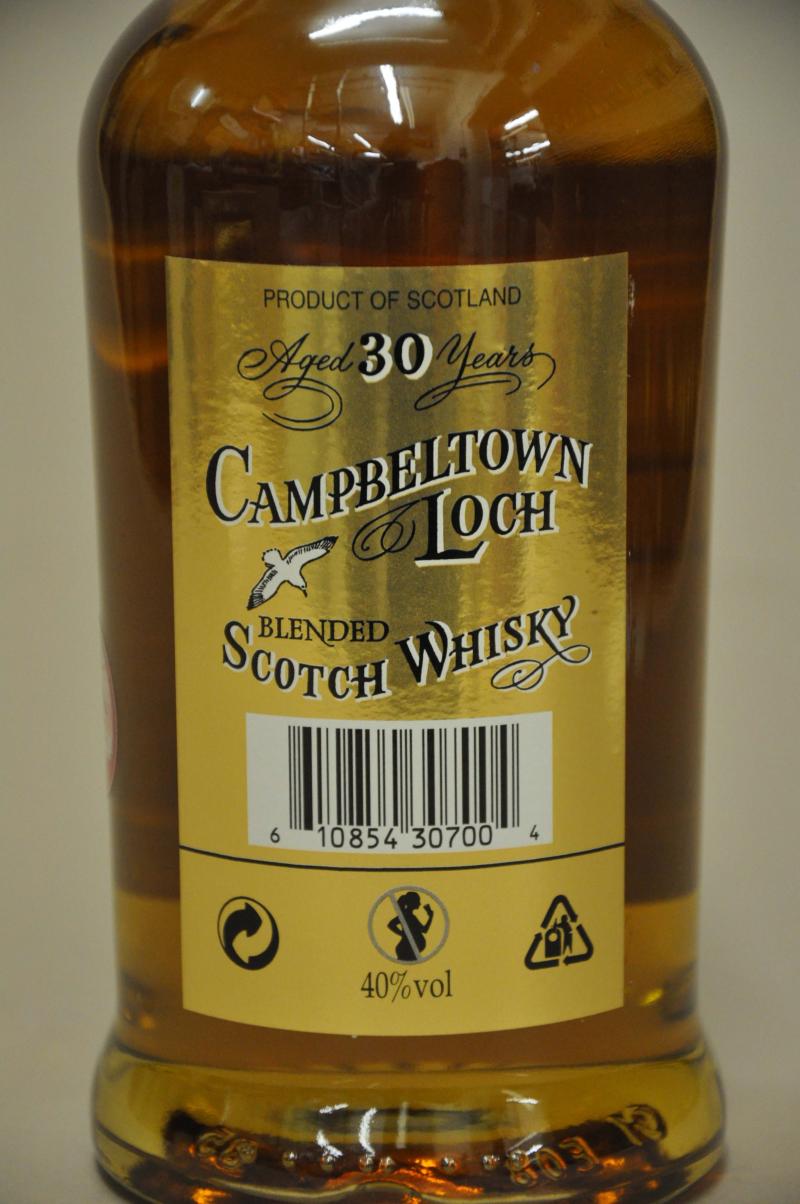 PRODUCT OF SCOTLAND
Aged 30 Years
CAMPBELTOWN
LOCH
BLENDED
SCOTCH WHISKY
6 10854 30700 4
40%vol